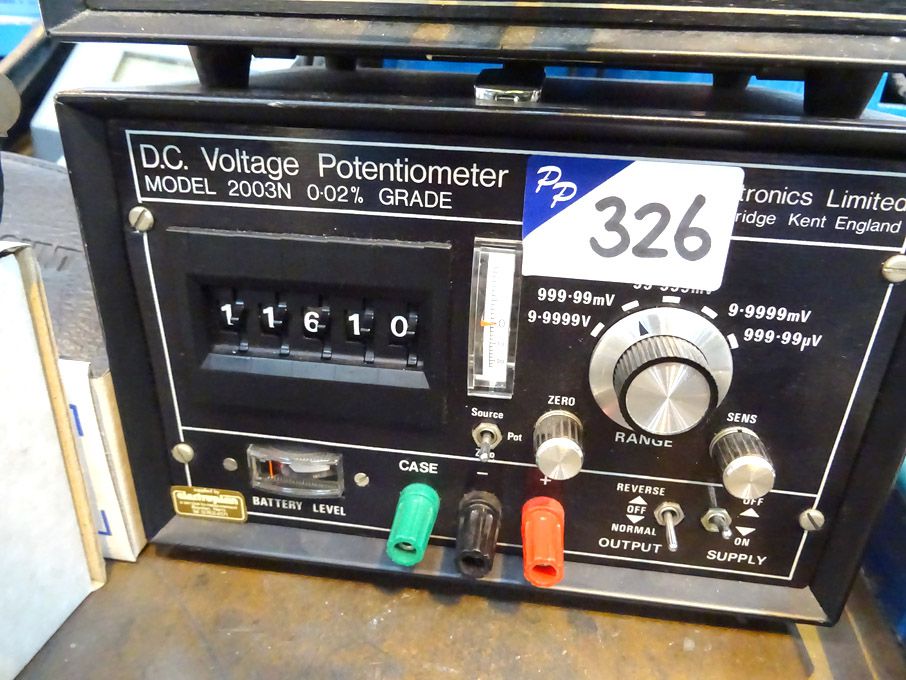 D.C. Voltage Potentiometer
MODEL 2003N 0·02% GRADE
PP
326
tronics Limited
ridge Kent England
1 1 6 1 0
999·99mV
9·9999V
9·9999mV
999·99µV
RANGE
ZERO
SENS
Source
Pot
Zero
BATTERY LEVEL
CASE
−
+
REVERSE
OFF
NORMAL
OUTPUT
OFF
ON
SUPPLY